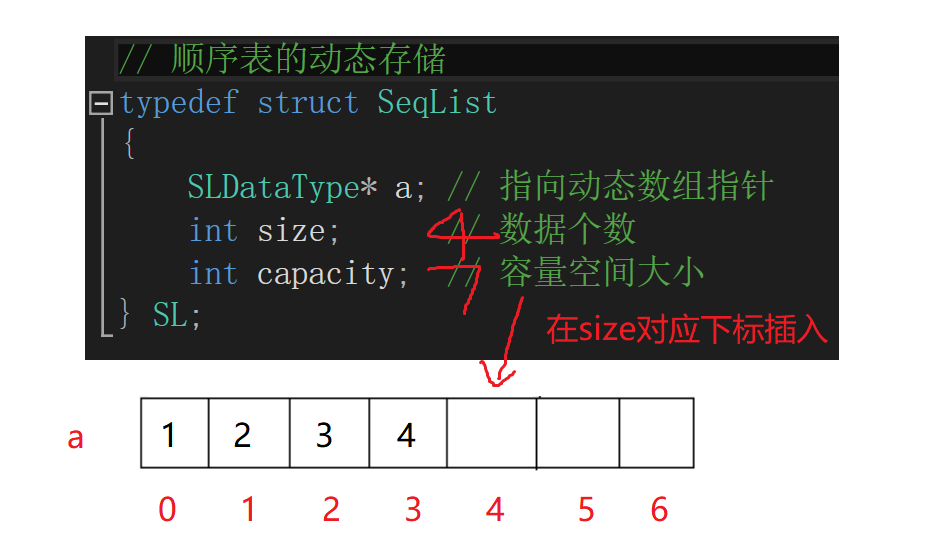 // 顺序表的动态存储
typedef struct SeqList
{
SLDataType* a; // 指向动态数组指针
int size; // 数据个数 4
int capacity; // 容量空间大小 7
} SL;
在size对应下标插入
a 1 2 3 4
0 1 2 3 4 5 6